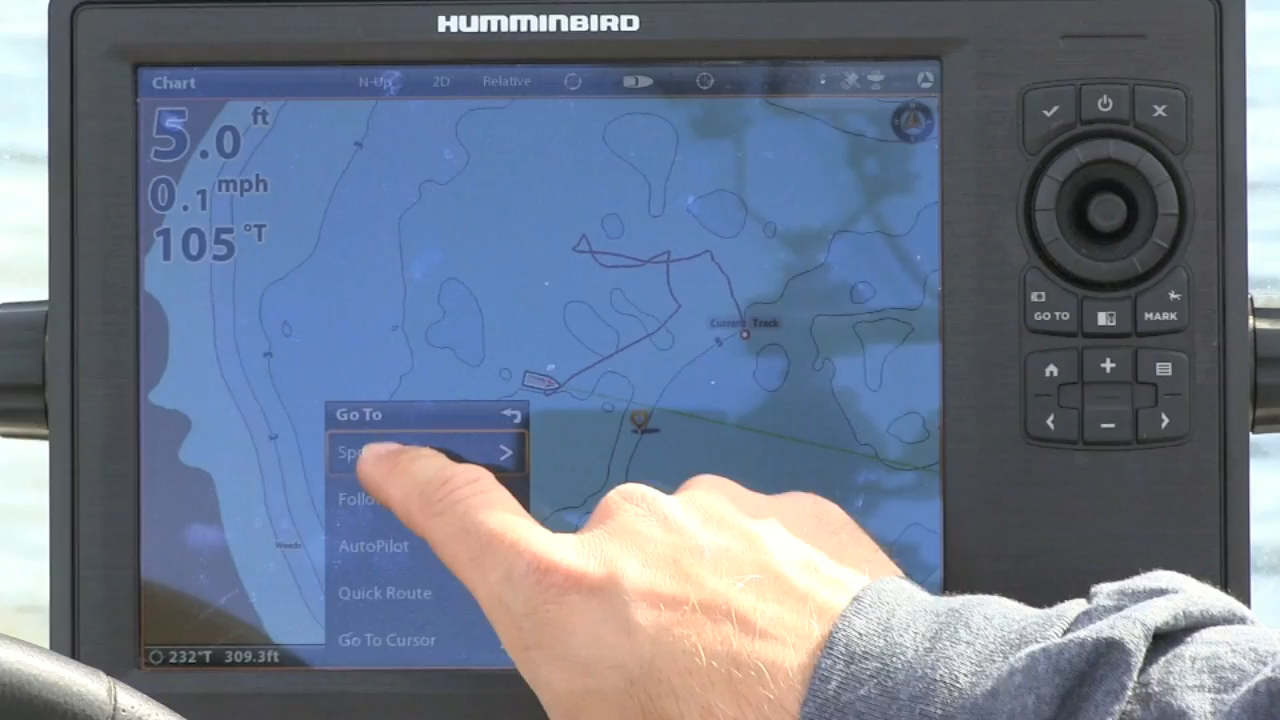 HUMMINBIRD
Chart N-Up 2D Relative
5.0 ft
0.1 mph
105 °T
Current Track
Go To
AutoPilot
Quick Route
Go To Cursor
Weeds
232°T 309.3ft
GO TO
MARK